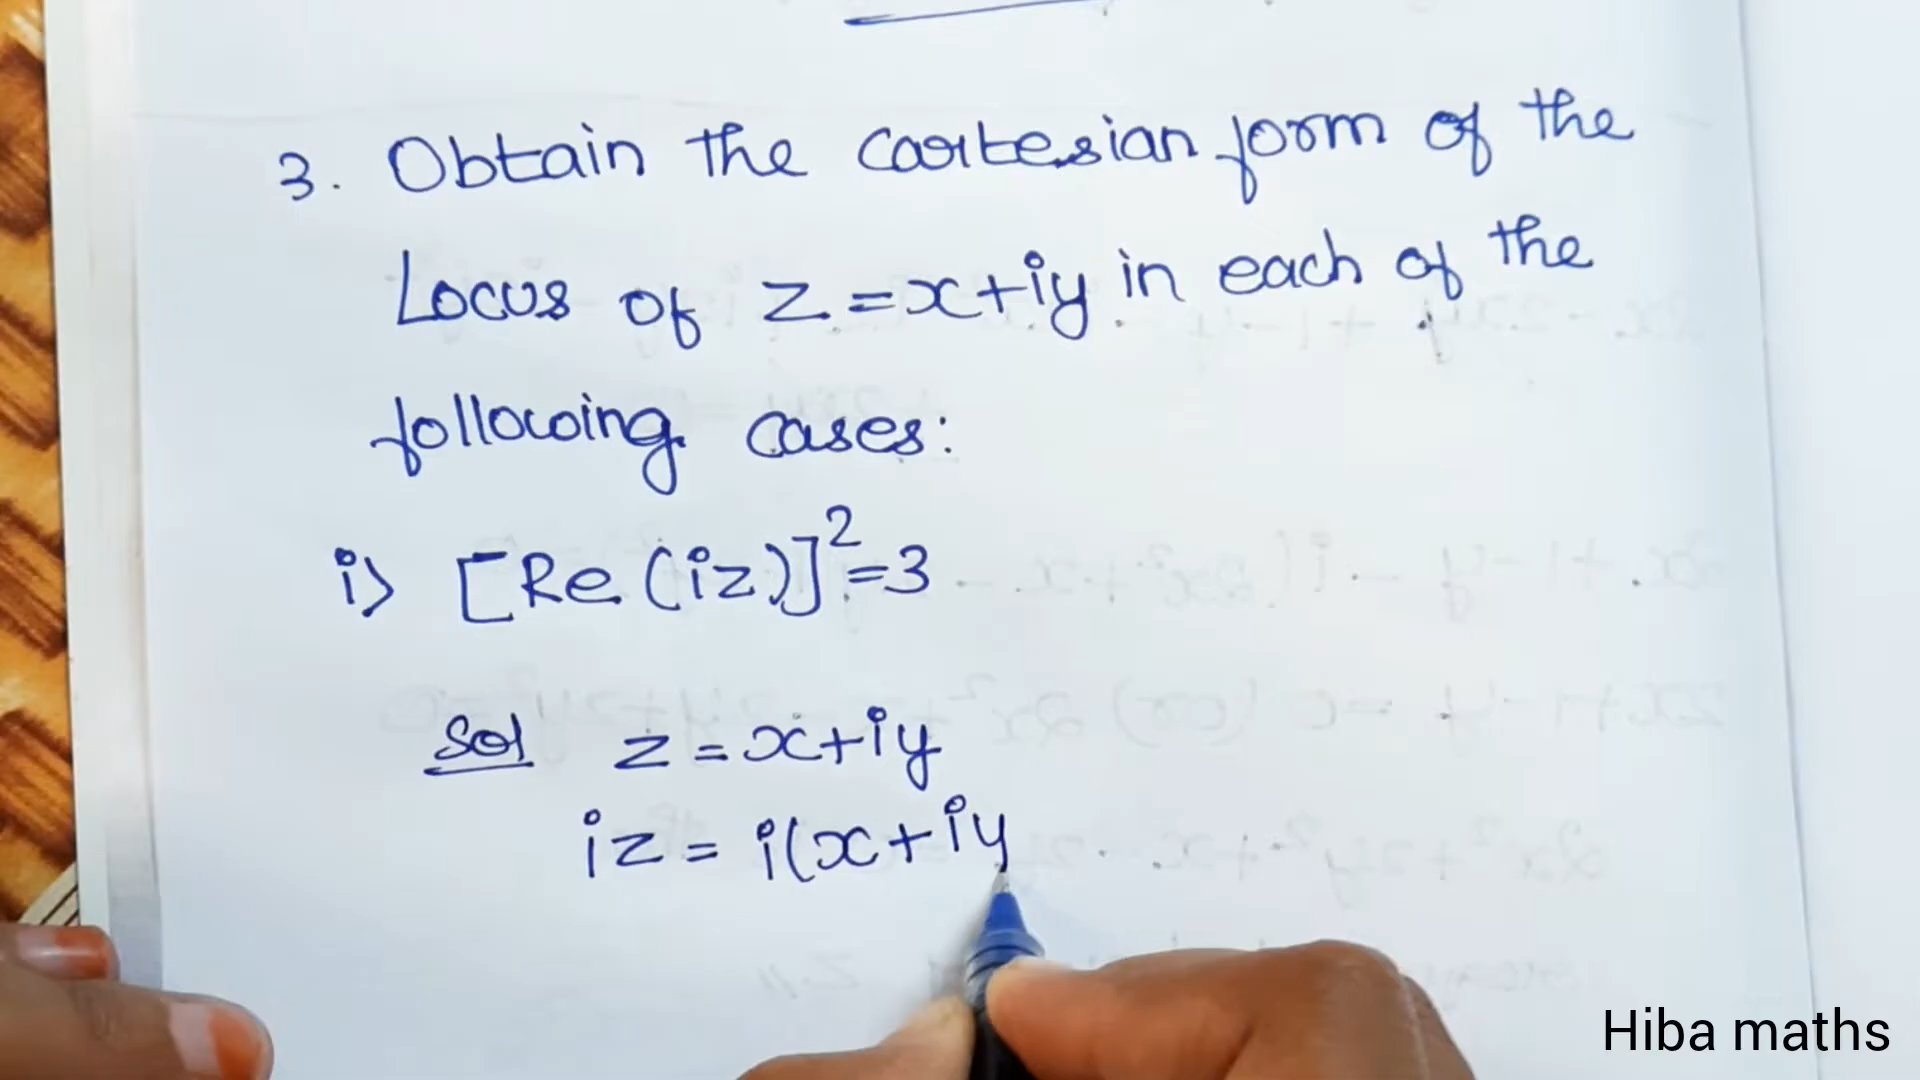 3. Obtain the Cartesian form of the
Locus of z=x+iy in each of the
following cases:
i) [Re(iz)]²=3
Sol z=x+iy
iz = i(x+iy
Hiba maths